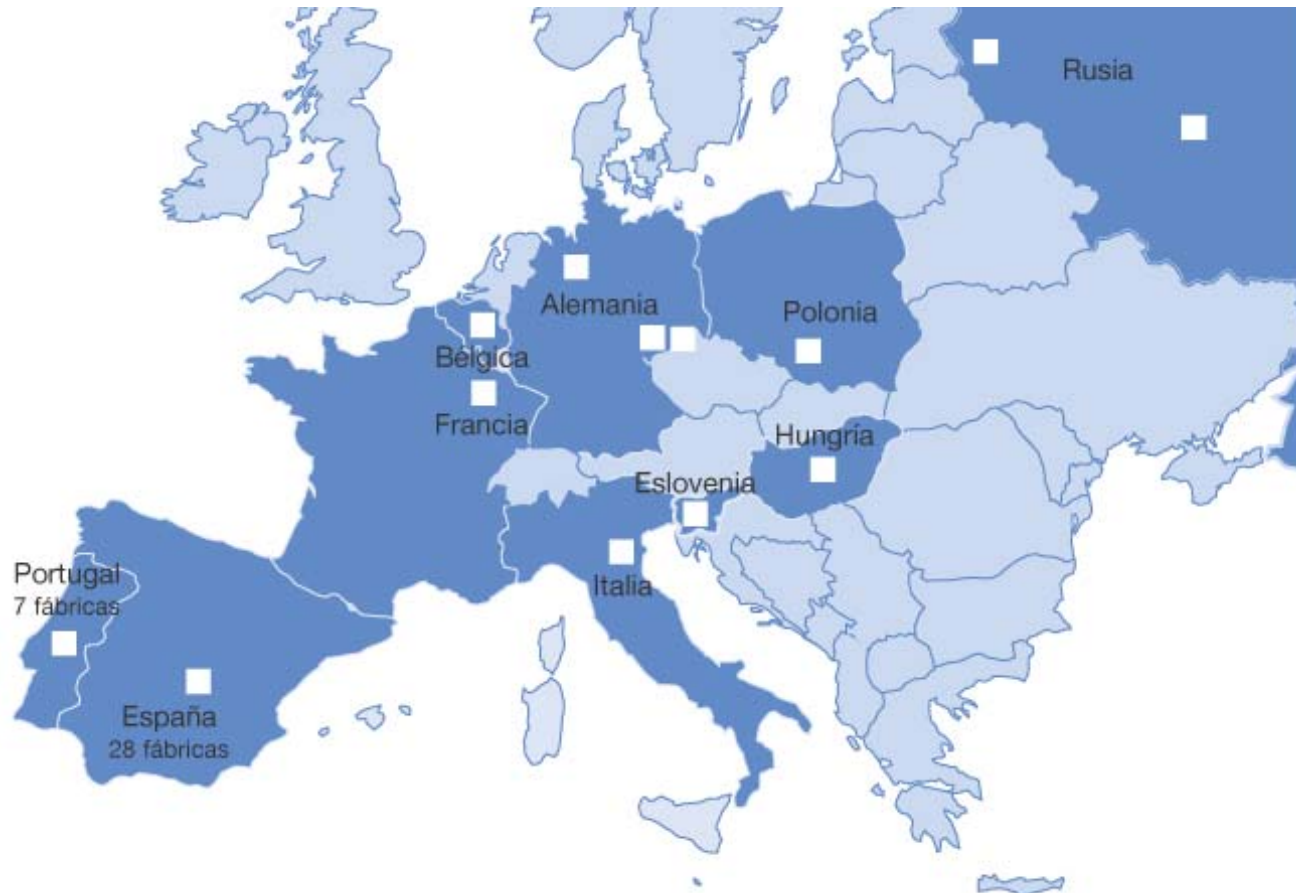 Rusia
Alemania
Polonia
Bélgica
Francia
Hungría
Eslovenia
Italia
Portugal
7 fábricas
España
28 fábricas